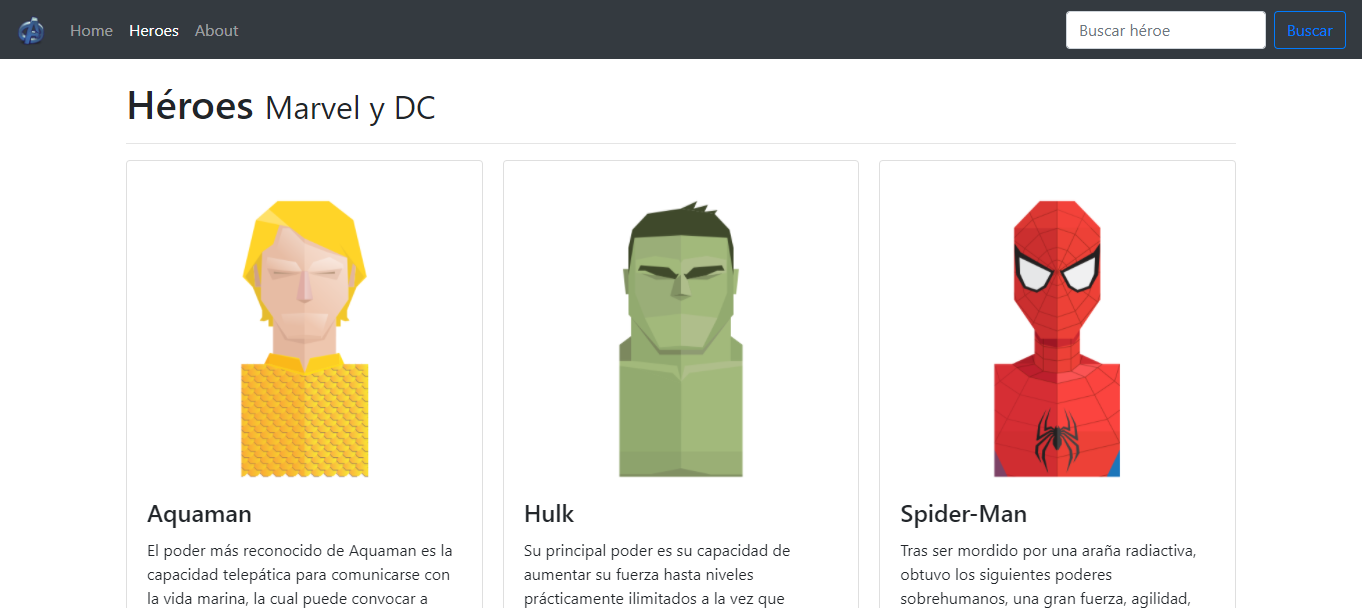 Home Heroes About Buscar héroe Buscar
Héroes Marvel y DC
Aquaman
El poder más reconocido de Aquaman es la
capacidad telepática para comunicarse con
la vida marina, la cual puede convocar a
Hulk
Su principal poder es su capacidad de
aumentar su fuerza hasta niveles
prácticamente ilimitados a la vez que
Spider-Man
Tras ser mordido por una araña radiactiva,
obtuvo los siguientes poderes
sobrehumanos, una gran fuerza, agilidad,